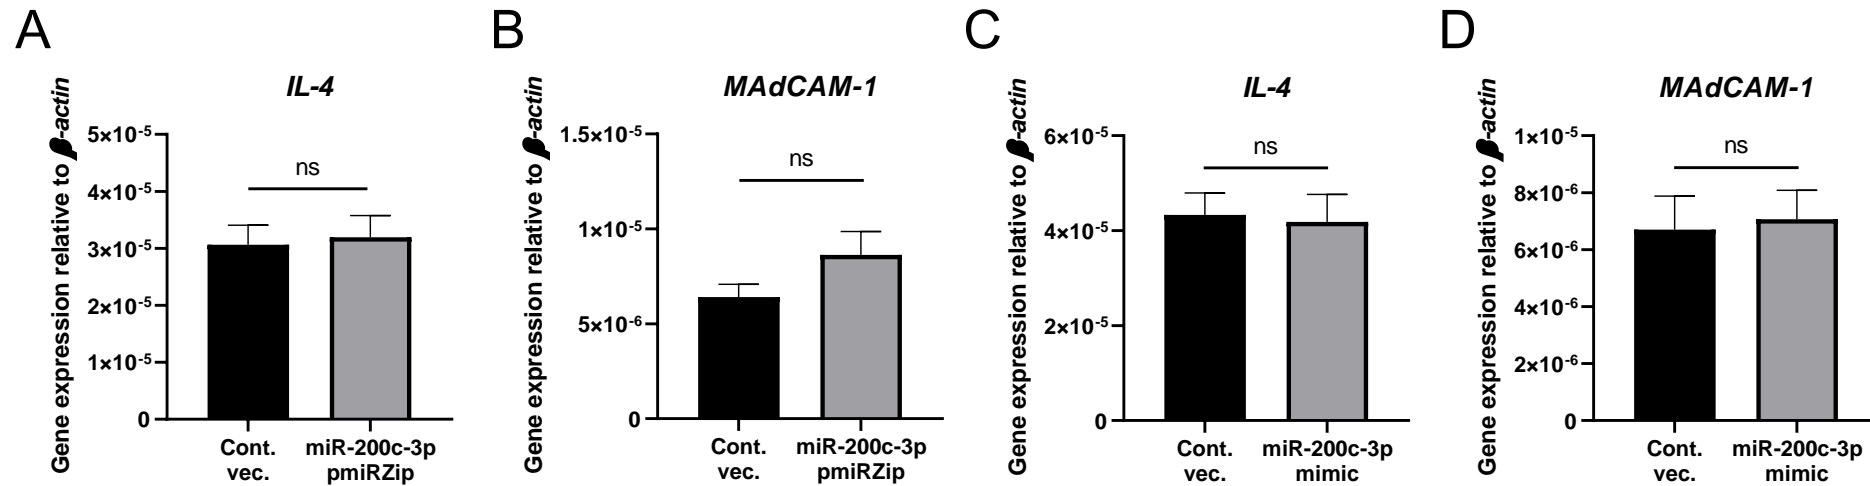 A
IL-4
Gene expression relative to β-actin
5×10⁻⁵
4×10⁻⁵
3×10⁻⁵
2×10⁻⁵
1×10⁻⁵
0
ns
Cont.
vec.
miR-200c-3p
pmiRZip
B
MAdCAM-1
Gene expression relative to β-actin
1.5×10⁻⁵
1×10⁻⁵
5×10⁻⁶
0
ns
Cont.
vec.
miR-200c-3p
pmiRZip
C
IL-4
Gene expression relative to β-actin
6×10⁻⁵
4×10⁻⁵
2×10⁻⁵
0
ns
Cont.
vec.
miR-200c-3p
mimic
D
MAdCAM-1
Gene expression relative to β-actin
1×10⁻⁵
8×10⁻⁶
6×10⁻⁶
4×10⁻⁶
2×10⁻⁶
0
ns
Cont.
vec.
miR-200c-3p
mimic